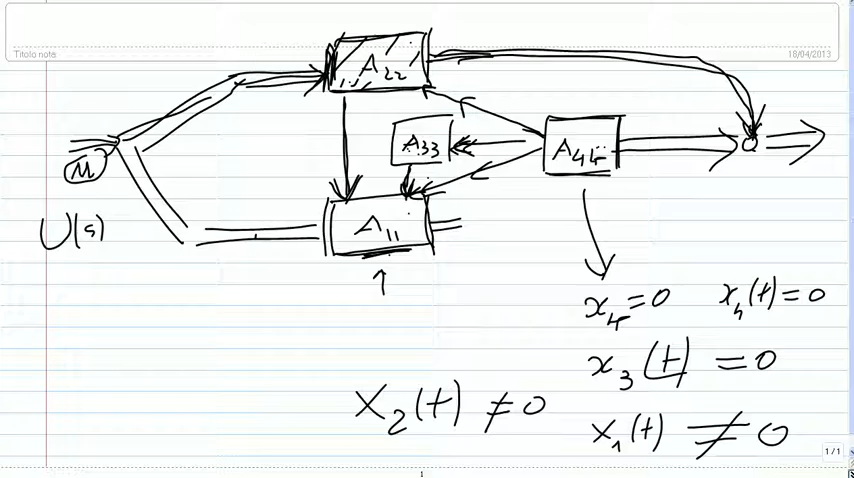 Titolo note
18/04/2013
A22
A33
A44
u
A11
U(s)
x4=0 x4(t)=0
x3(t)=0
x2(t)≠0
x1(t)≠0
1/1
1